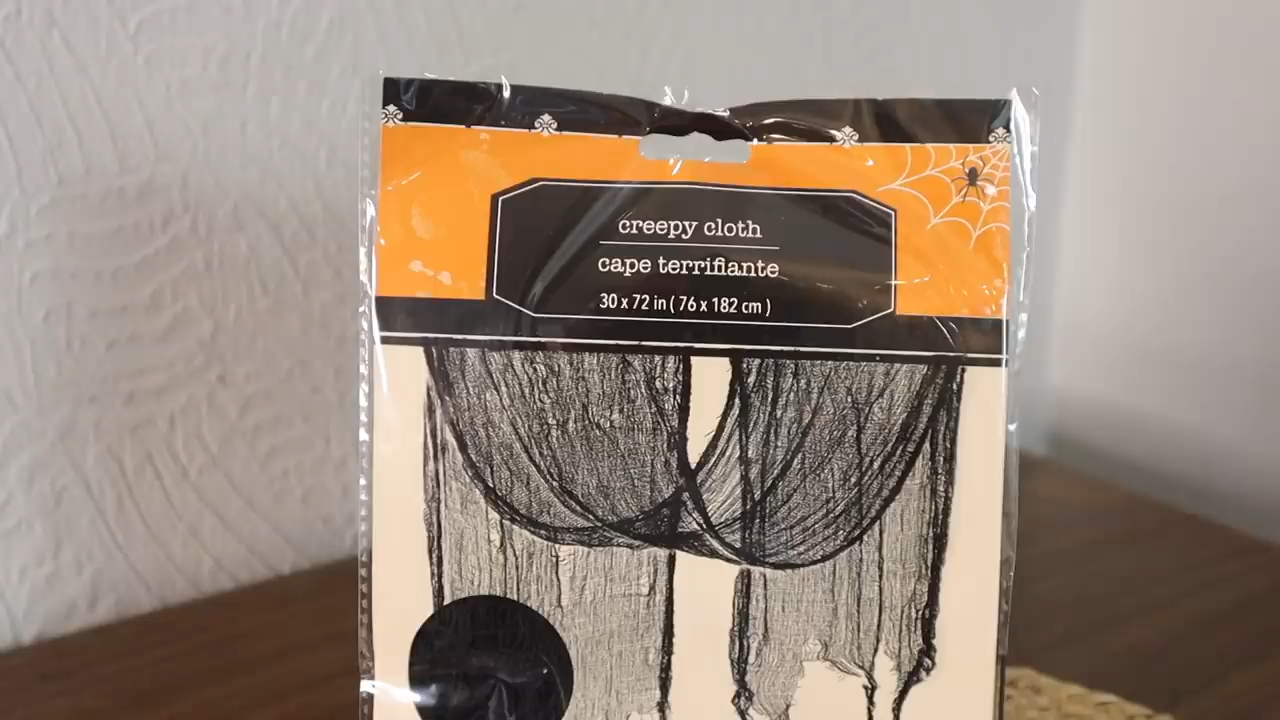 creepy cloth
cape terrifiante
30 x 72 in ( 76 x 182 cm )